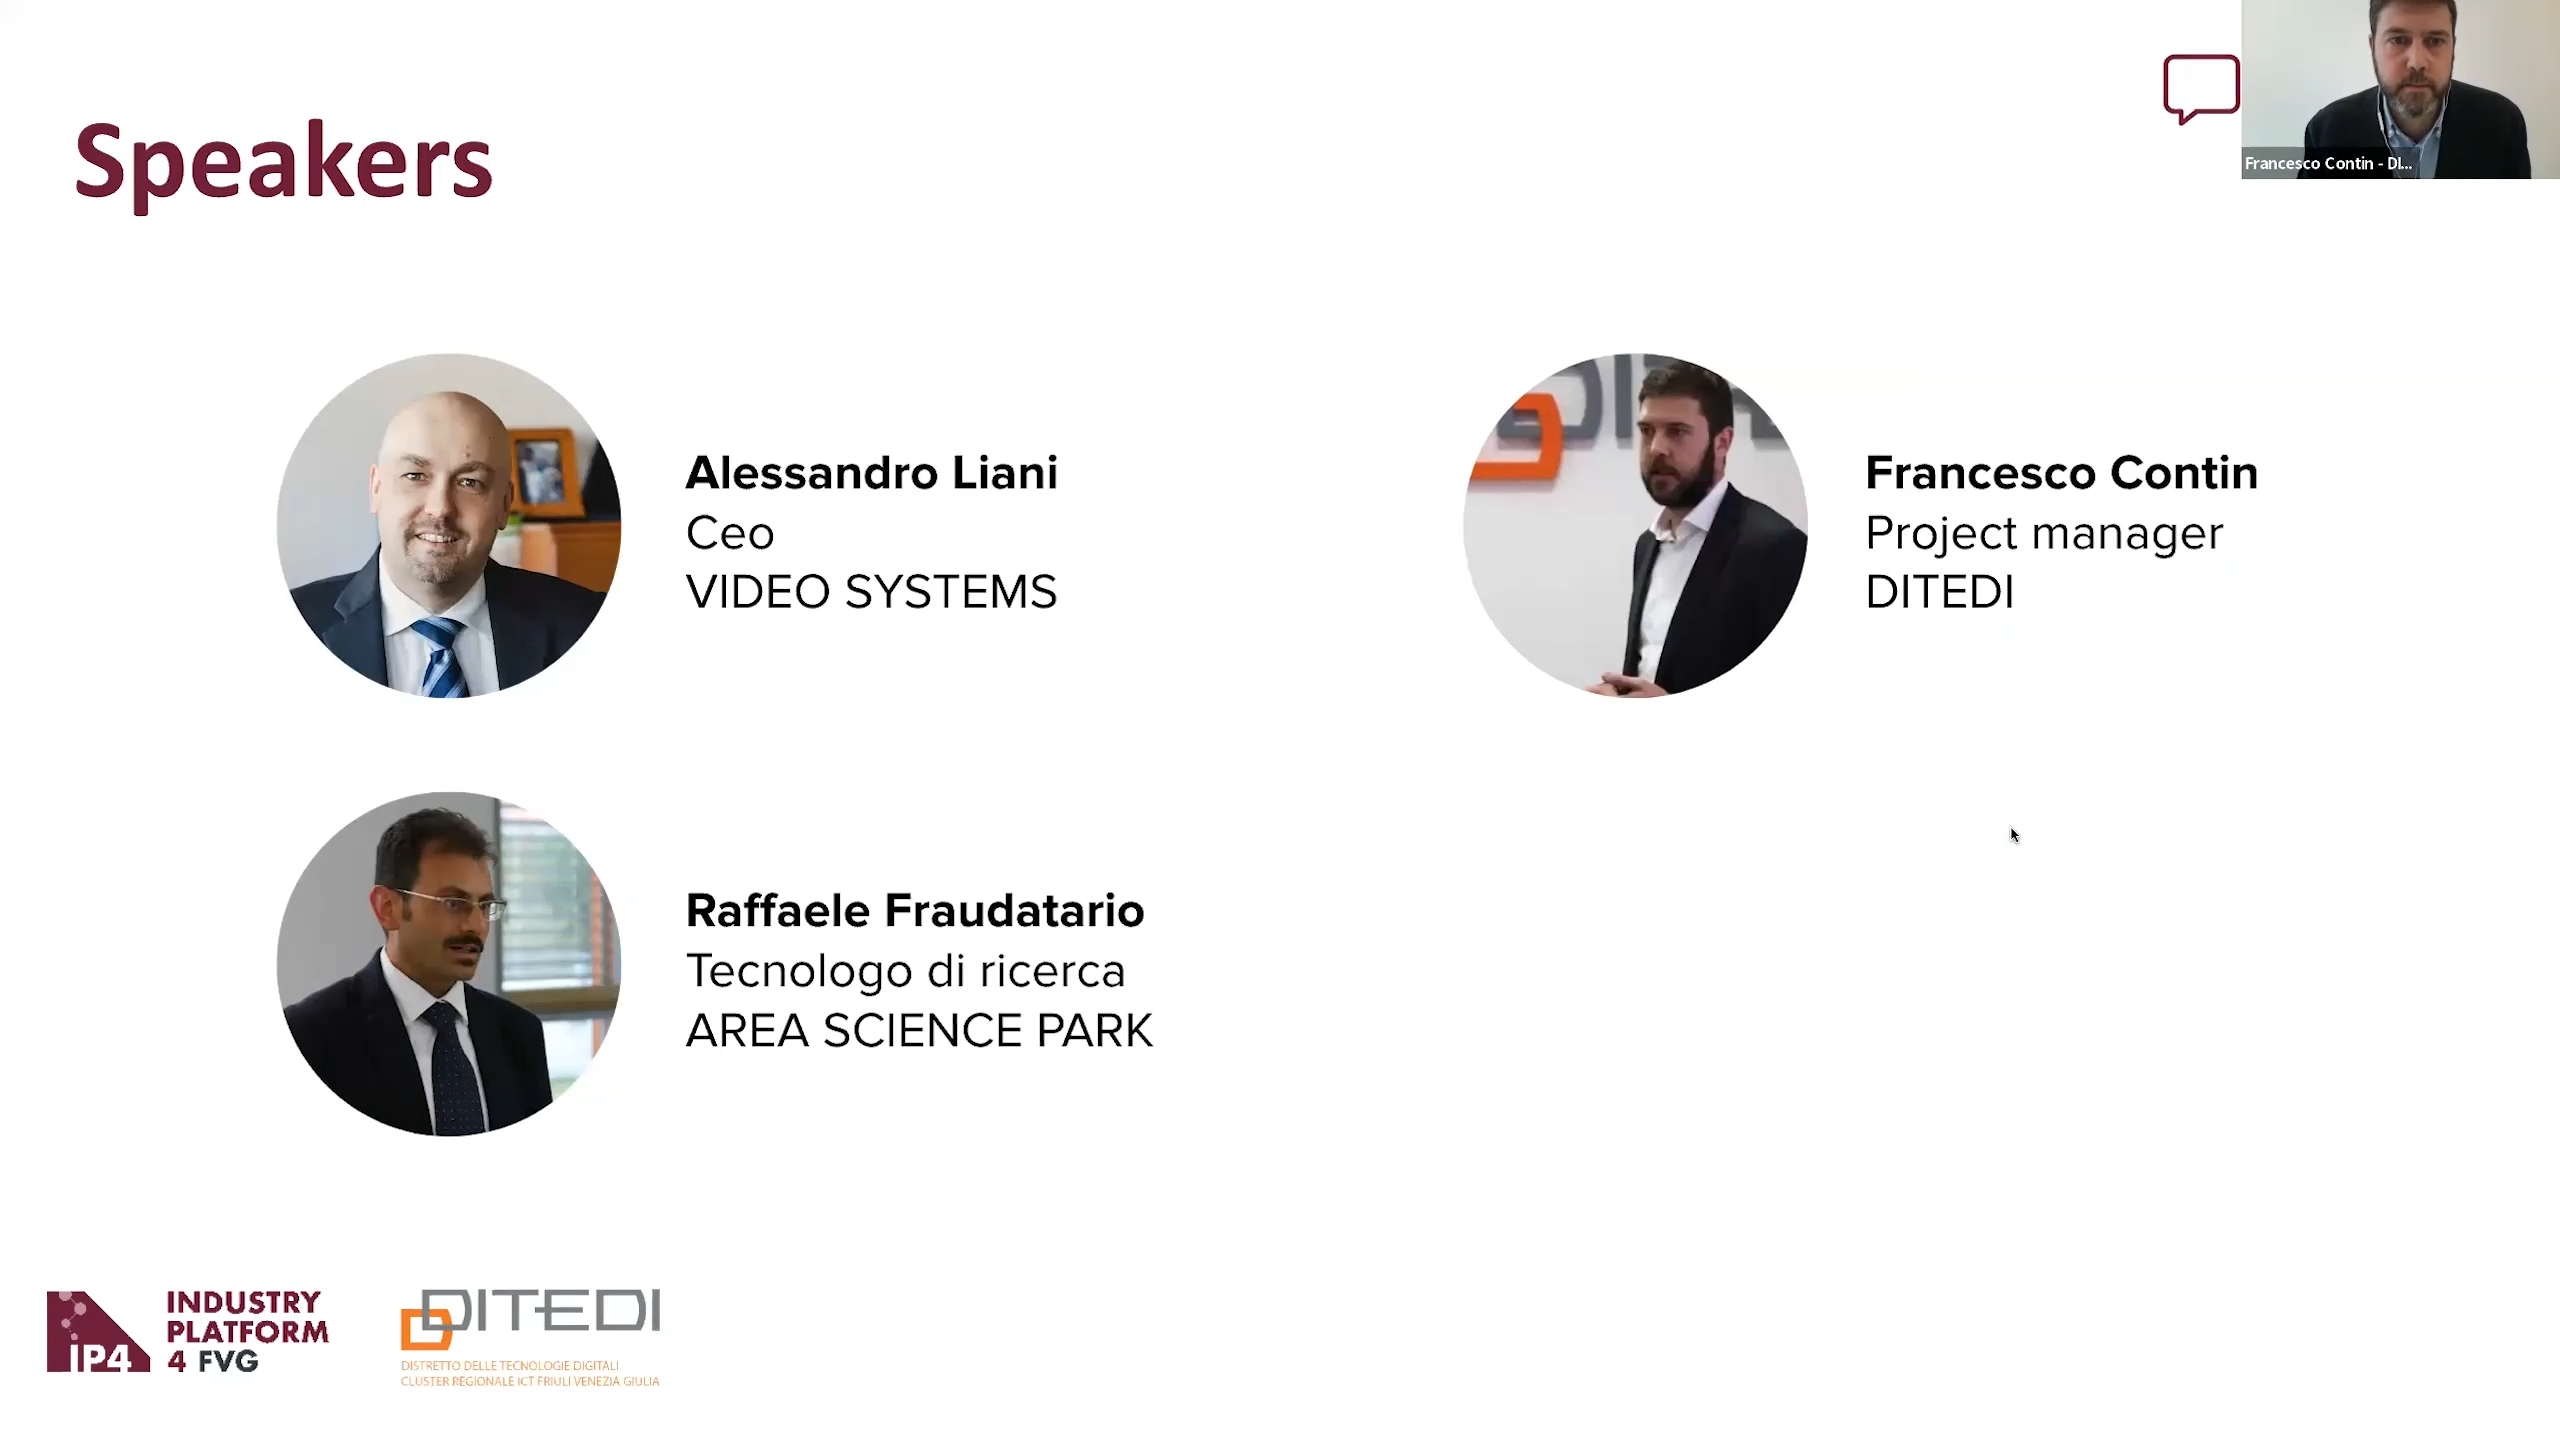 Speakers
Francesco Contin - DI...
Alessandro Liani
Ceo
VIDEO SYSTEMS
Francesco Contin
Project manager
DITEDI
Raffaele Fraudatario
Tecnologo di ricerca
AREA SCIENCE PARK
IP4
INDUSTRY
PLATFORM
4 FVG
DITEDI
DISTRETTO DELLE TECNOLOGIE DIGITALI
CLUSTER REGIONALE ICT FRIULI VENEZIA GIULIA